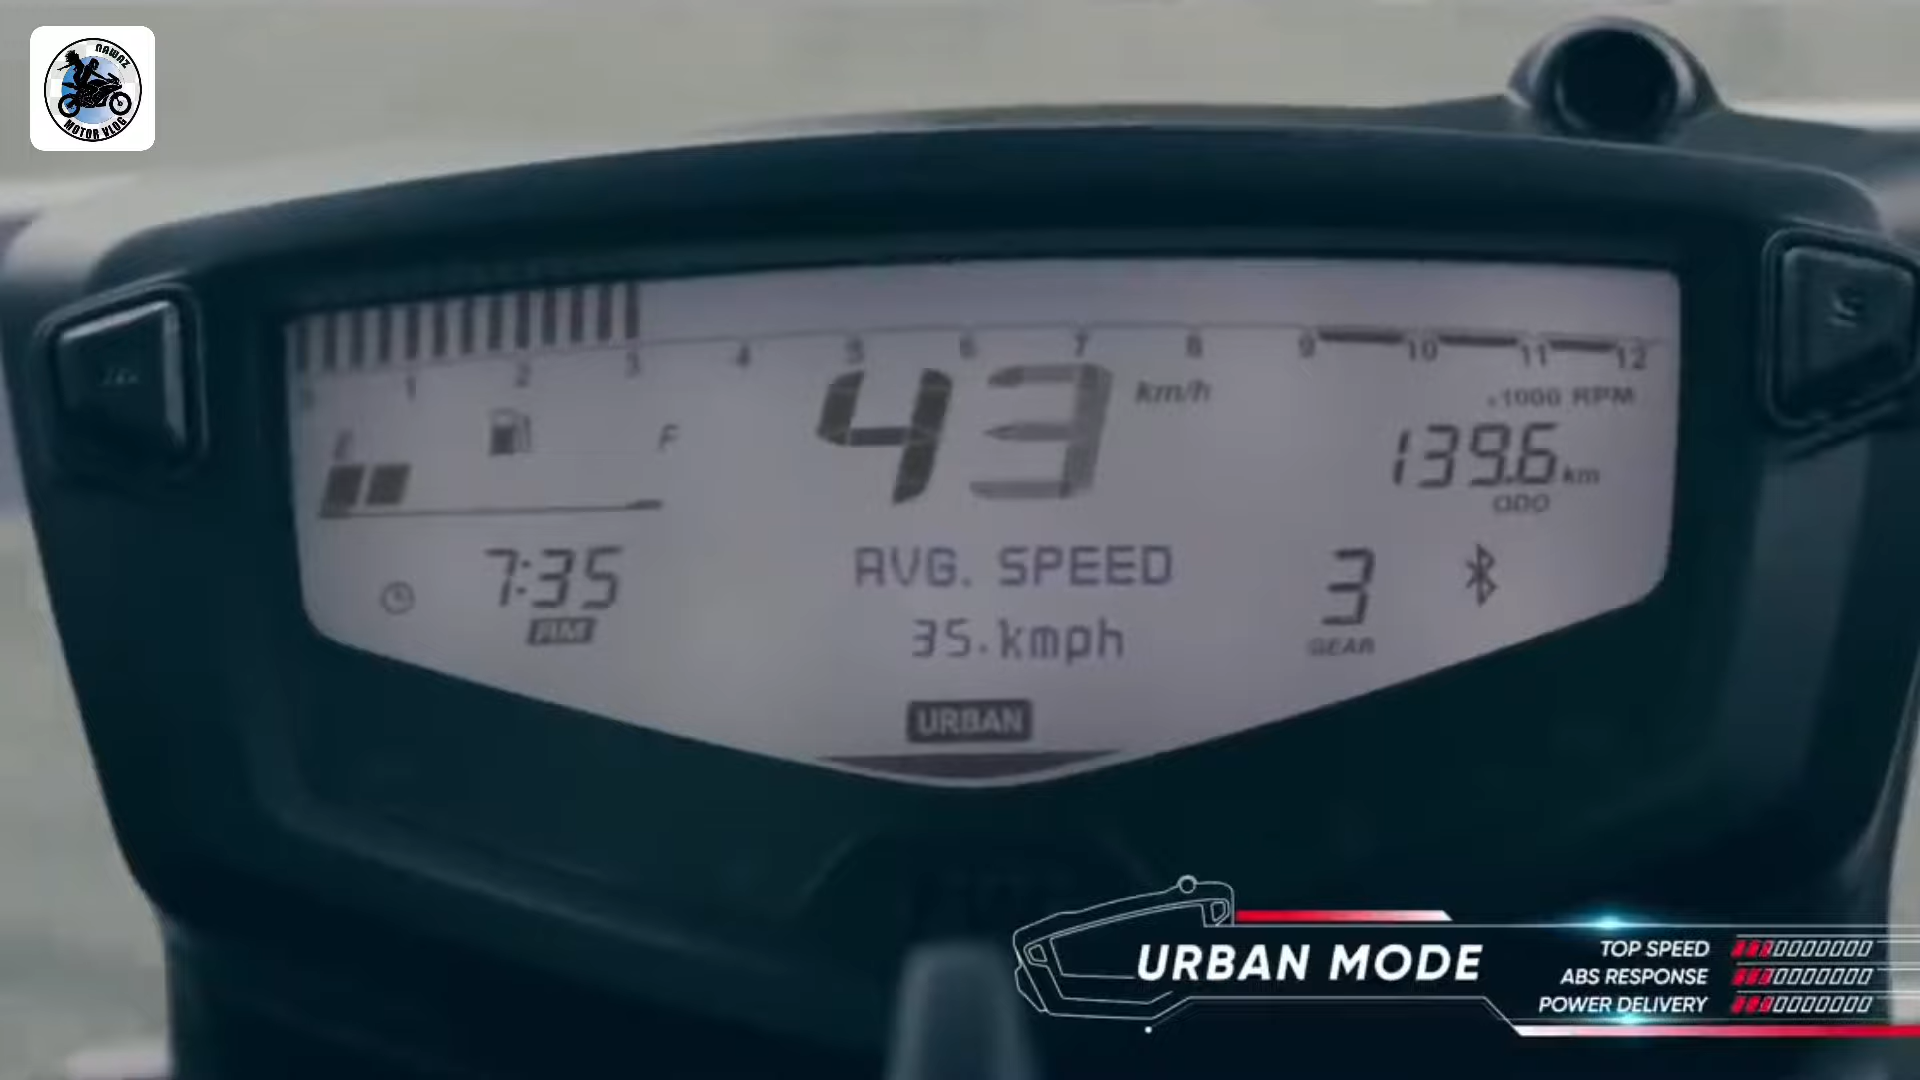 NAWAZ
MOTOR VLOG
1 2 3 4 5 6 7 8 9 10 11 12
×1000 RPM
F
43 km/h
139.6 km
ODO
7:35
AM
AVG. SPEED
35.kmph
3
GEAR
URBAN
URBAN MODE
TOP SPEED
ABS RESPONSE
POWER DELIVERY